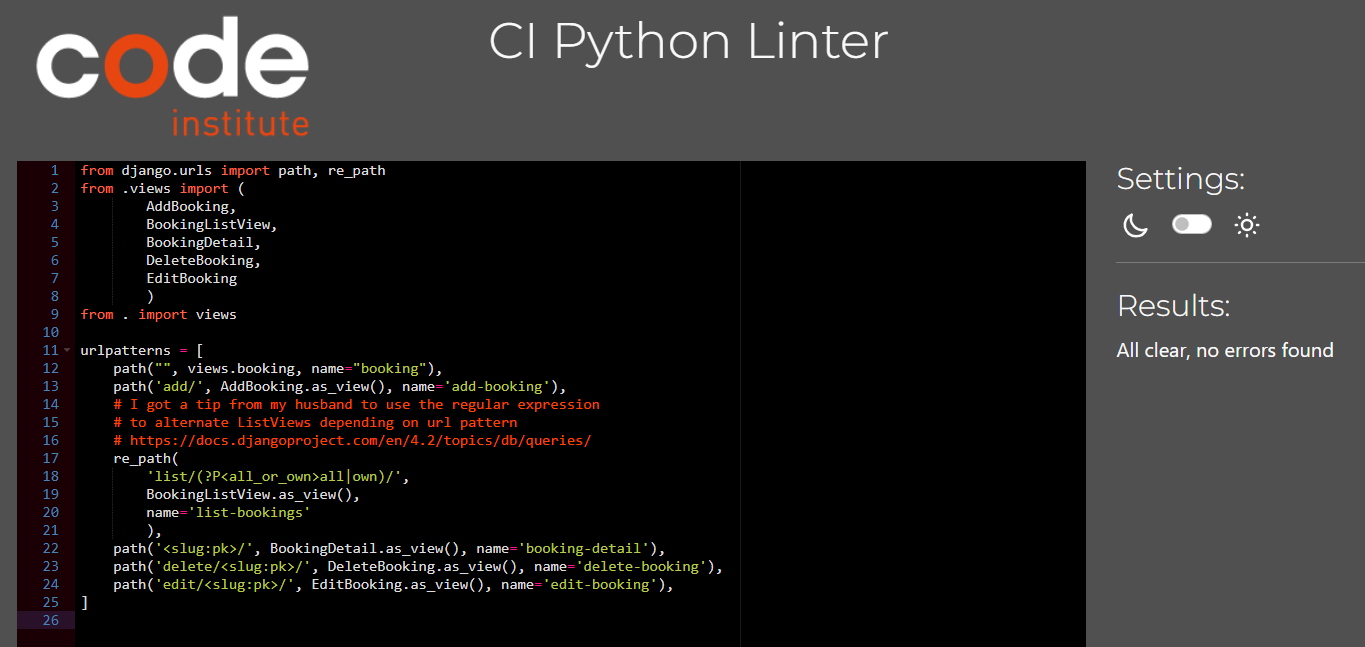 code
institute
CI Python Linter
1 from django.urls import path, re_path
2 from .views import (
3         AddBooking,
4         BookingListView,
5         BookingDetail,
6         DeleteBooking,
7         EditBooking
8         )
9 from . import views
10
11 urlpatterns = [
12     path("", views.booking, name="booking"),
13     path('add/', AddBooking.as_view(), name='add-booking'),
14     # I got a tip from my husband to use the regular expression
15     # to alternate ListViews depending on url pattern
16     # https://docs.djangoproject.com/en/4.2/topics/db/queries/
17     re_path(
18         'list/(?P<all_or_own>all|own)/',
19         BookingListView.as_view(),
20         name='list-bookings'
21         ),
22     path('<slug:pk>/', BookingDetail.as_view(), name='booking-detail'),
23     path('delete/<slug:pk>/', DeleteBooking.as_view(), name='delete-booking'),
24     path('edit/<slug:pk>/', EditBooking.as_view(), name='edit-booking'),
25 ]
26
Settings:
Results:
All clear, no errors found